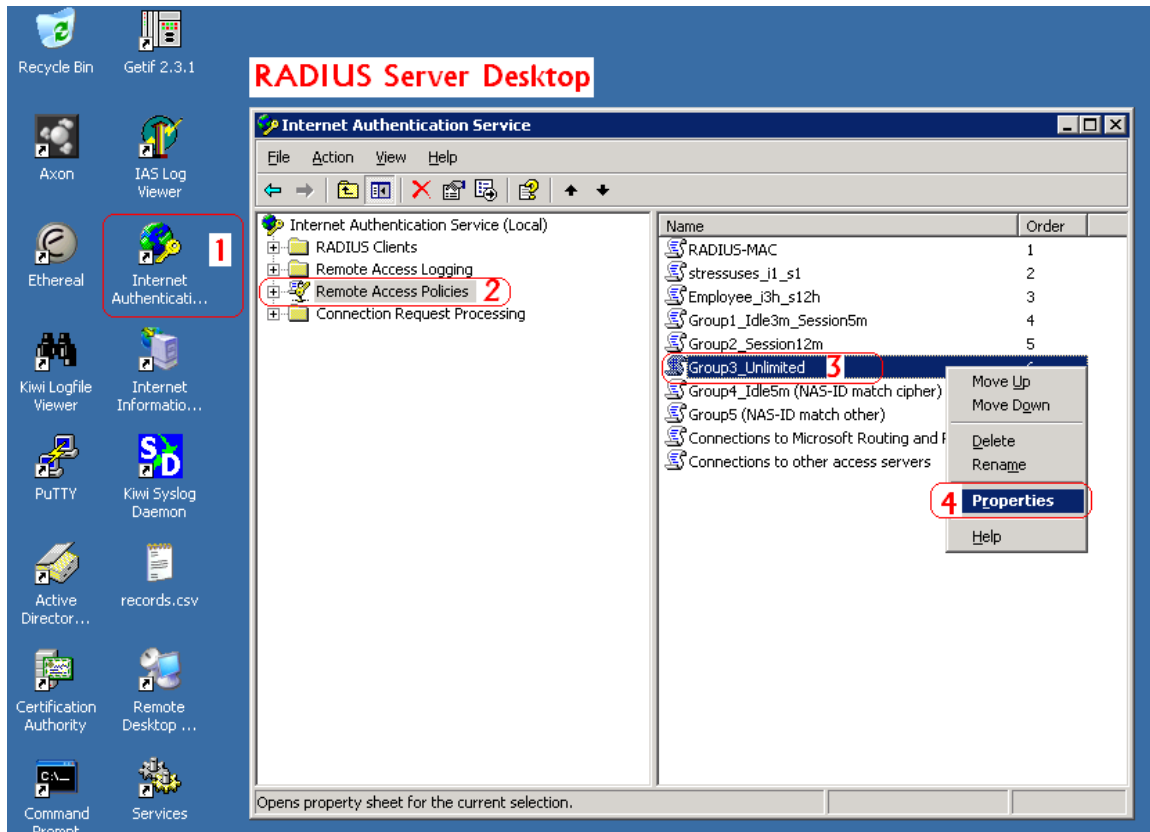 Recycle Bin
Getif 2.3.1
RADIUS Server Desktop
Axon
IAS Log
Viewer
Ethereal
1
Internet
Authenticati...
Kiwi Logfile
Viewer
Internet
Informatio...
PuTTY
S
D
Kiwi Syslog
Daemon
Active
Director...
records.csv
Certification
Authority
Remote
Desktop ...
C:\_
Command
Prompt
Services
Internet Authentication Service
File Action View Help
Internet Authentication Service (Local)
RADIUS Clients
Remote Access Logging
Remote Access Policies 2
Connection Request Processing
Name Order
RADIUS-MAC 1
stressuses_i1_s1 2
Employee_i3h_s12h 3
Group1_Idle3m_Session5m 4
Group2_Session12m 5
Group3_Unlimited 3
Group4_Idle5m (NAS-ID match cipher)
Group5 (NAS-ID match other)
Connections to Microsoft Routing and
Connections to other access servers
Move Up
Move Down
Delete
Rename
4 Properties
Help
Opens property sheet for the current selection.